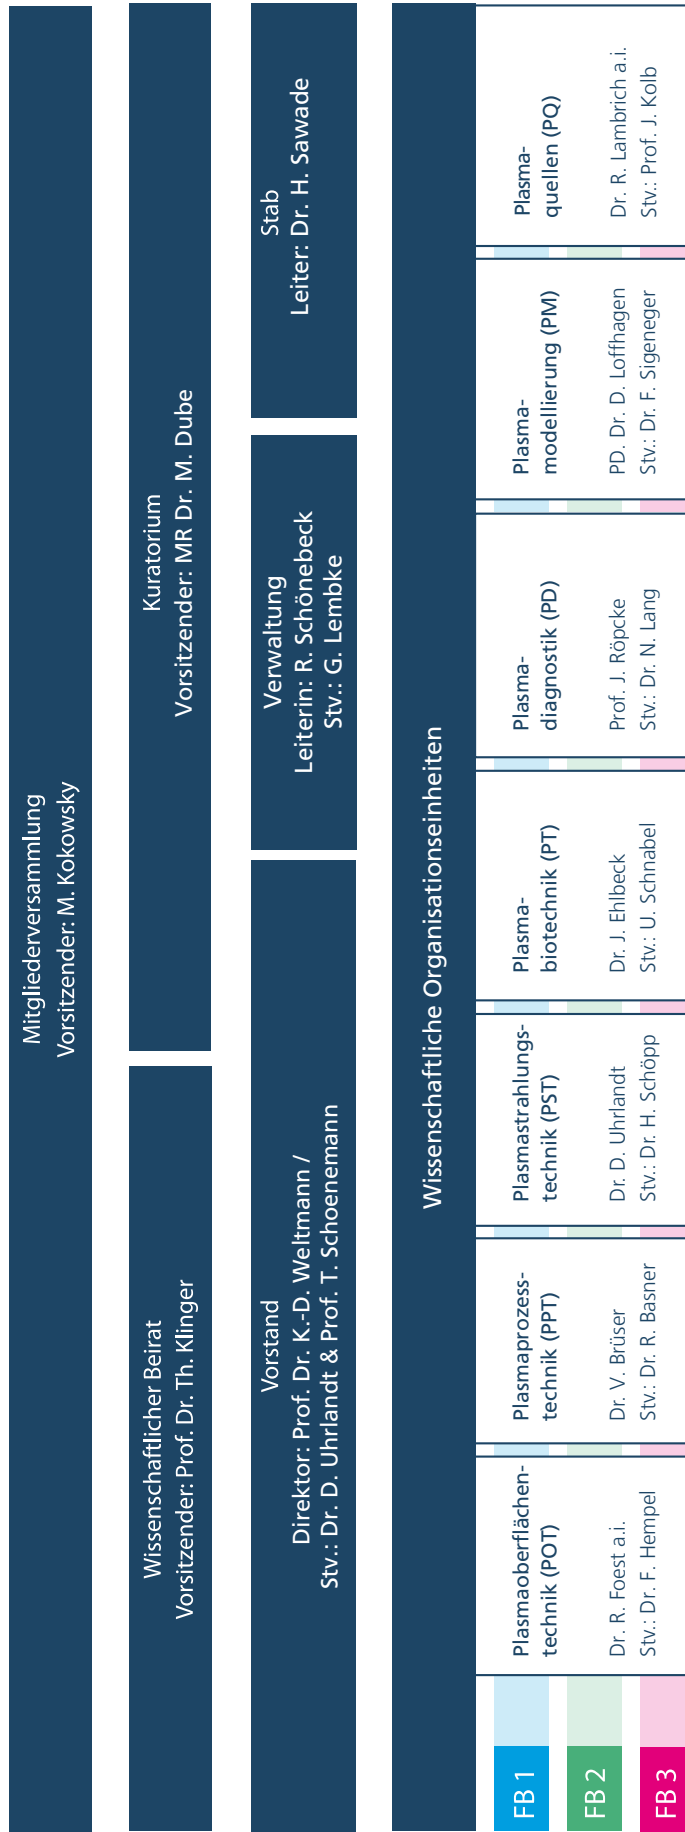 Mitgliederversammlung
Vorsitzender: M. Kokowsky
Wissenschaftlicher Beirat
Vorsitzender: Prof. Dr. Th. Klinger
Kuratorium
Vorsitzender: MR Dr. M. Dube
Vorstand
Direktor: Prof. Dr. K.-D. Weltmann /
Stv.: Dr. D. Uhrlandt & Prof. T. Schoenemann
Verwaltung
Leiterin: R. Schönebeck
Stv.: G. Lembke
Stab
Leiter: Dr. H. Sawade
Wissenschaftliche Organisationseinheiten
FB 1
FB 2
FB 3
Plasmaoberflächen-
technik (POT)
Dr. R. Foest a.i.
Stv.: Dr. F. Hempel
Plasmaprozess-
technik (PPT)
Dr. V. Brüser
Stv.: Dr. R. Basner
Plasmastrahlungs-
technik (PST)
Dr. D. Uhrlandt
Stv.: Dr. H. Schöpp
Plasma-
biotechnik (PT)
Dr. J. Ehlbeck
Stv.: U. Schnabel
Plasma-
diagnostik (PD)
Prof. J. Röpcke
Stv.: Dr. N. Lang
Plasma-
modellierung (PM)
PD. Dr. D. Loffhagen
Stv.: Dr. F. Sigeneger
Plasma-
quellen (PQ)
Dr. R. Lambrich a.i.
Stv.: Prof. J. Kolb